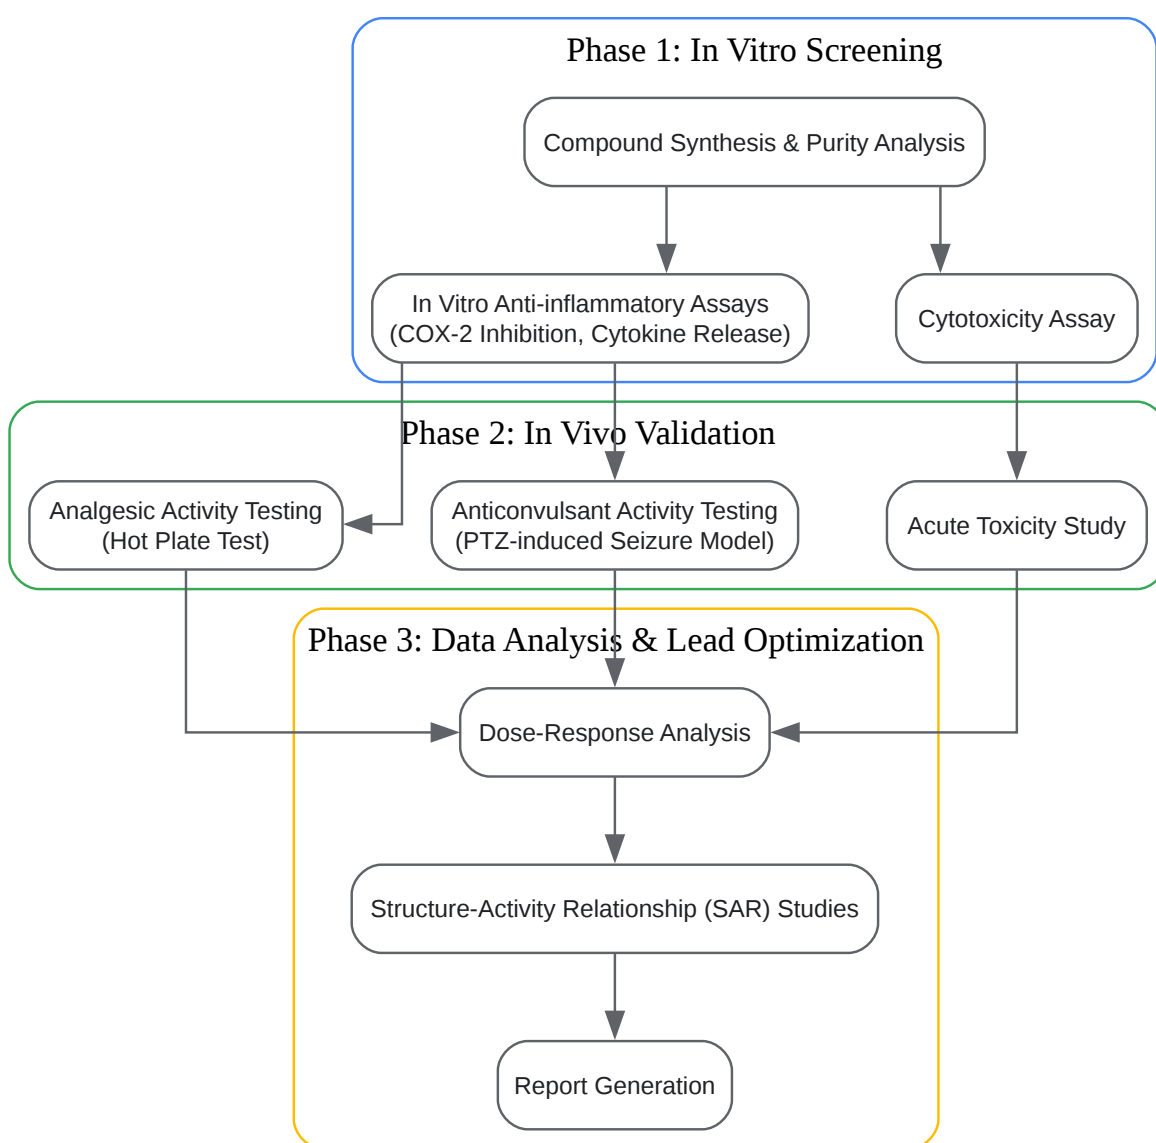 Phase 1: In Vitro Screening
Compound Synthesis & Purity Analysis
In Vitro Anti-inflammatory Assays
(COX-2 Inhibition, Cytokine Release)
Cytotoxicity Assay
Phase 2: In Vivo Validation
Analgesic Activity Testing
(Hot Plate Test)
Anticonvulsant Activity Testing
(PTZ-induced Seizure Model)
Acute Toxicity Study
Phase 3: Data Analysis & Lead Optimization
Dose-Response Analysis
Structure-Activity Relationship (SAR) Studies
Report Generation